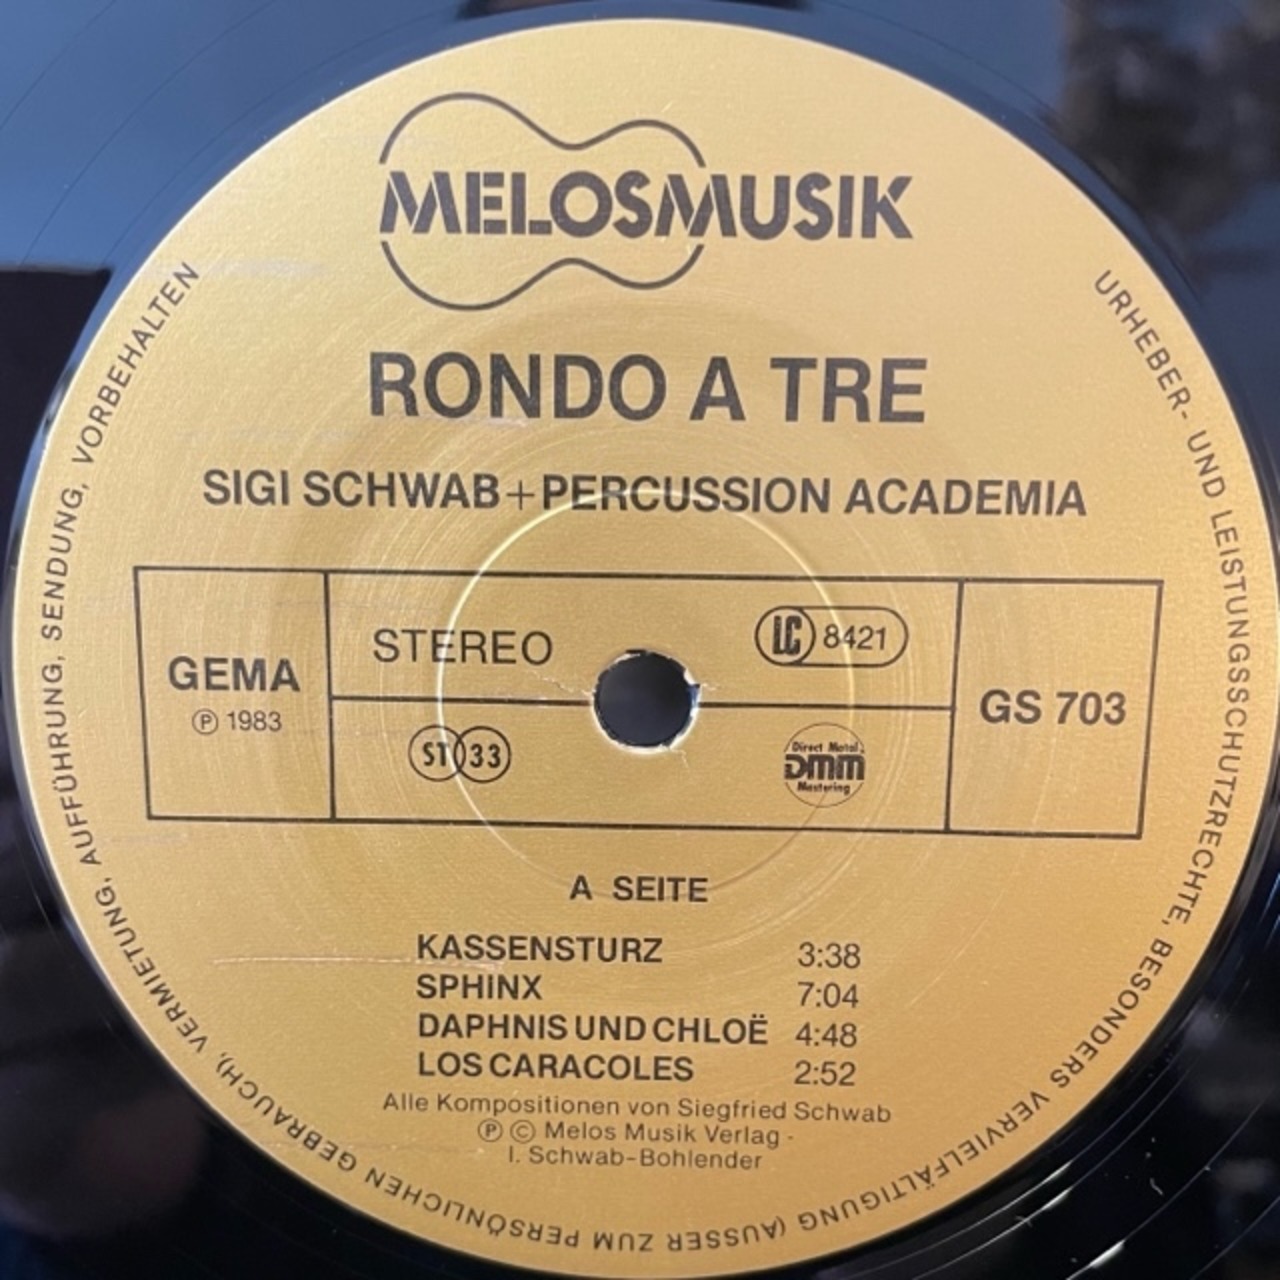 MELOSMUSIK
RONDO A TRE
SIGI SCHWAB+PERCUSSION ACADEMIA
GEMA
Ⓟ 1983
STEREO
LC 8421
ST 33
Direct Metal
DMM
Mastering
GS 703
A SEITE
KASSENSTURZ 3:38
SPHINX 7:04
DAPHNIS UND CHLOË 4:48
LOS CARACOLES 2:52
Alle Kompositionen von Siegfried Schwab
Ⓟ © Melos Musik Verlag -
I. Schwab-Bohlender
URHEBER- UND LEISTUNGSSCHUTZRECHTE, BESONDERS VERVIELFÄLTIGUNG (AUSSER ZUM PERSÖNLICHEN GEBRAUCH), VERMIETUNG, AUFFÜHRUNG, SENDUNG, VORBEHALTEN